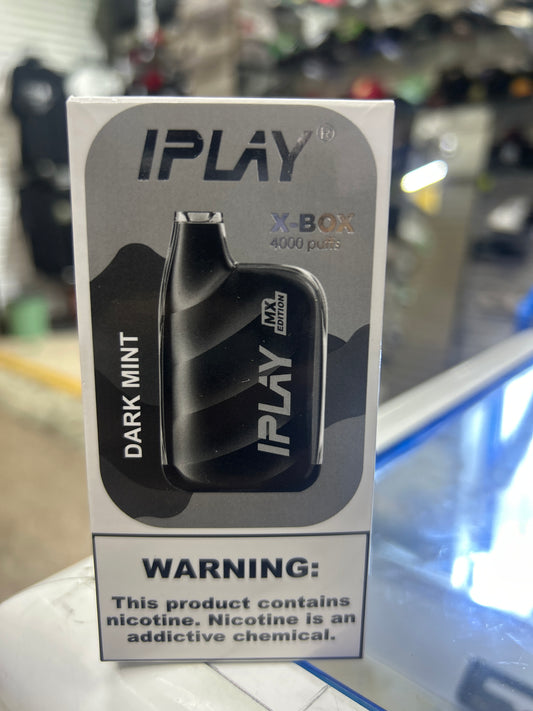 IPLAY®
X-BOX
4000 puffs
DARK MINT
IPLAY
MX
EDITION
WARNING:
This product contains
nicotine. Nicotine is an
addictive chemical.